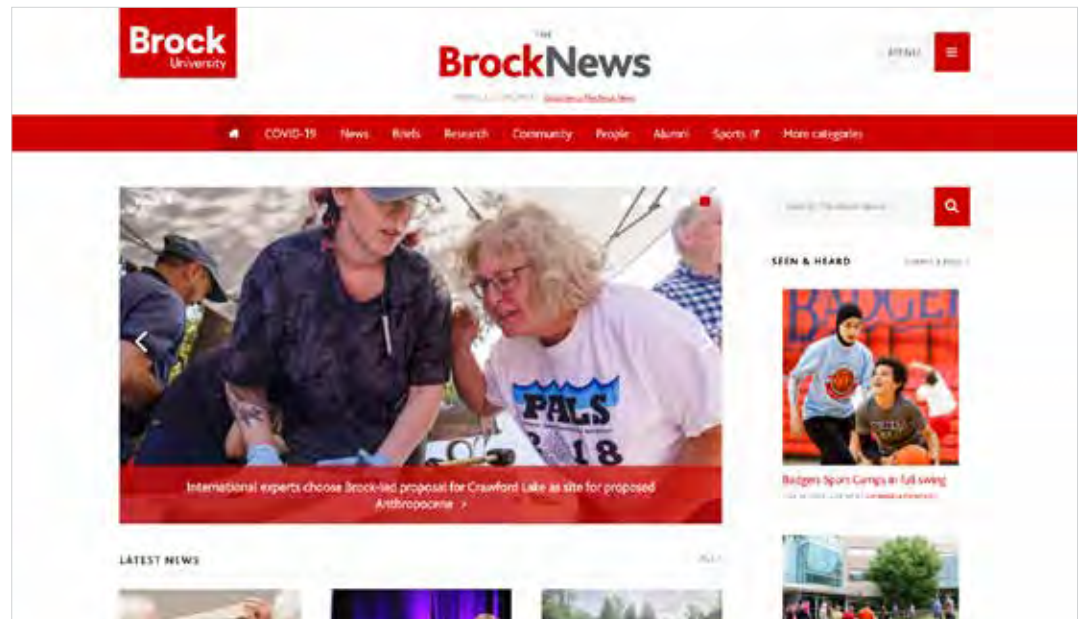 Brock
University
THE
BrockNews
MENU
COVID-19 News Briefs Research Community People Alumni Sports More categories
SEEN & HEARD
BADGE
PALS
2018
International experts choose Brock-led proposal for Crawford Lake as site for proposed
Anthropocene >
Badgers Sport Camps in full swing
LATEST NEWS